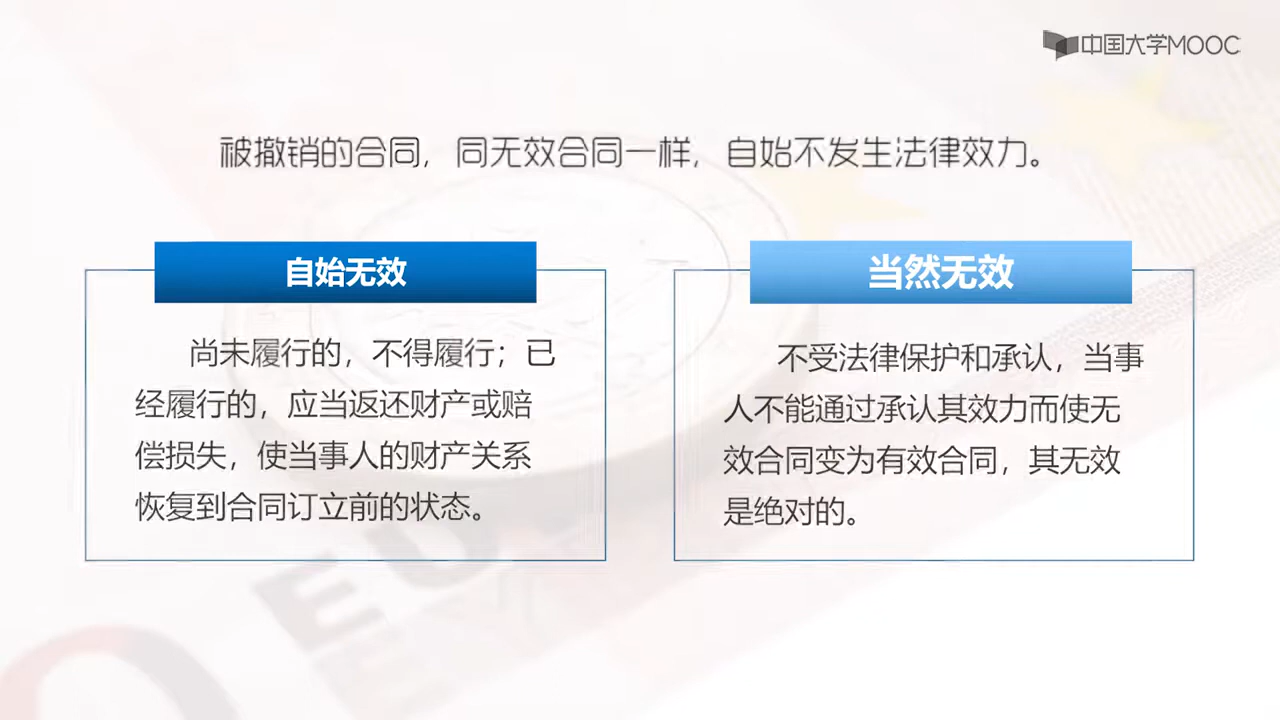 中国大学MOOC
被撤销的合同，同无效合同一样，自始不发生法律效力。
自始无效
尚未履行的，不得履行；已
经履行的，应当返还财产或赔
偿损失，使当事人的财产关系
恢复到合同订立前的状态。
当然无效
不受法律保护和承认，当事
人不能通过承认其效力而使无
效合同变为有效合同，其无效
是绝对的。